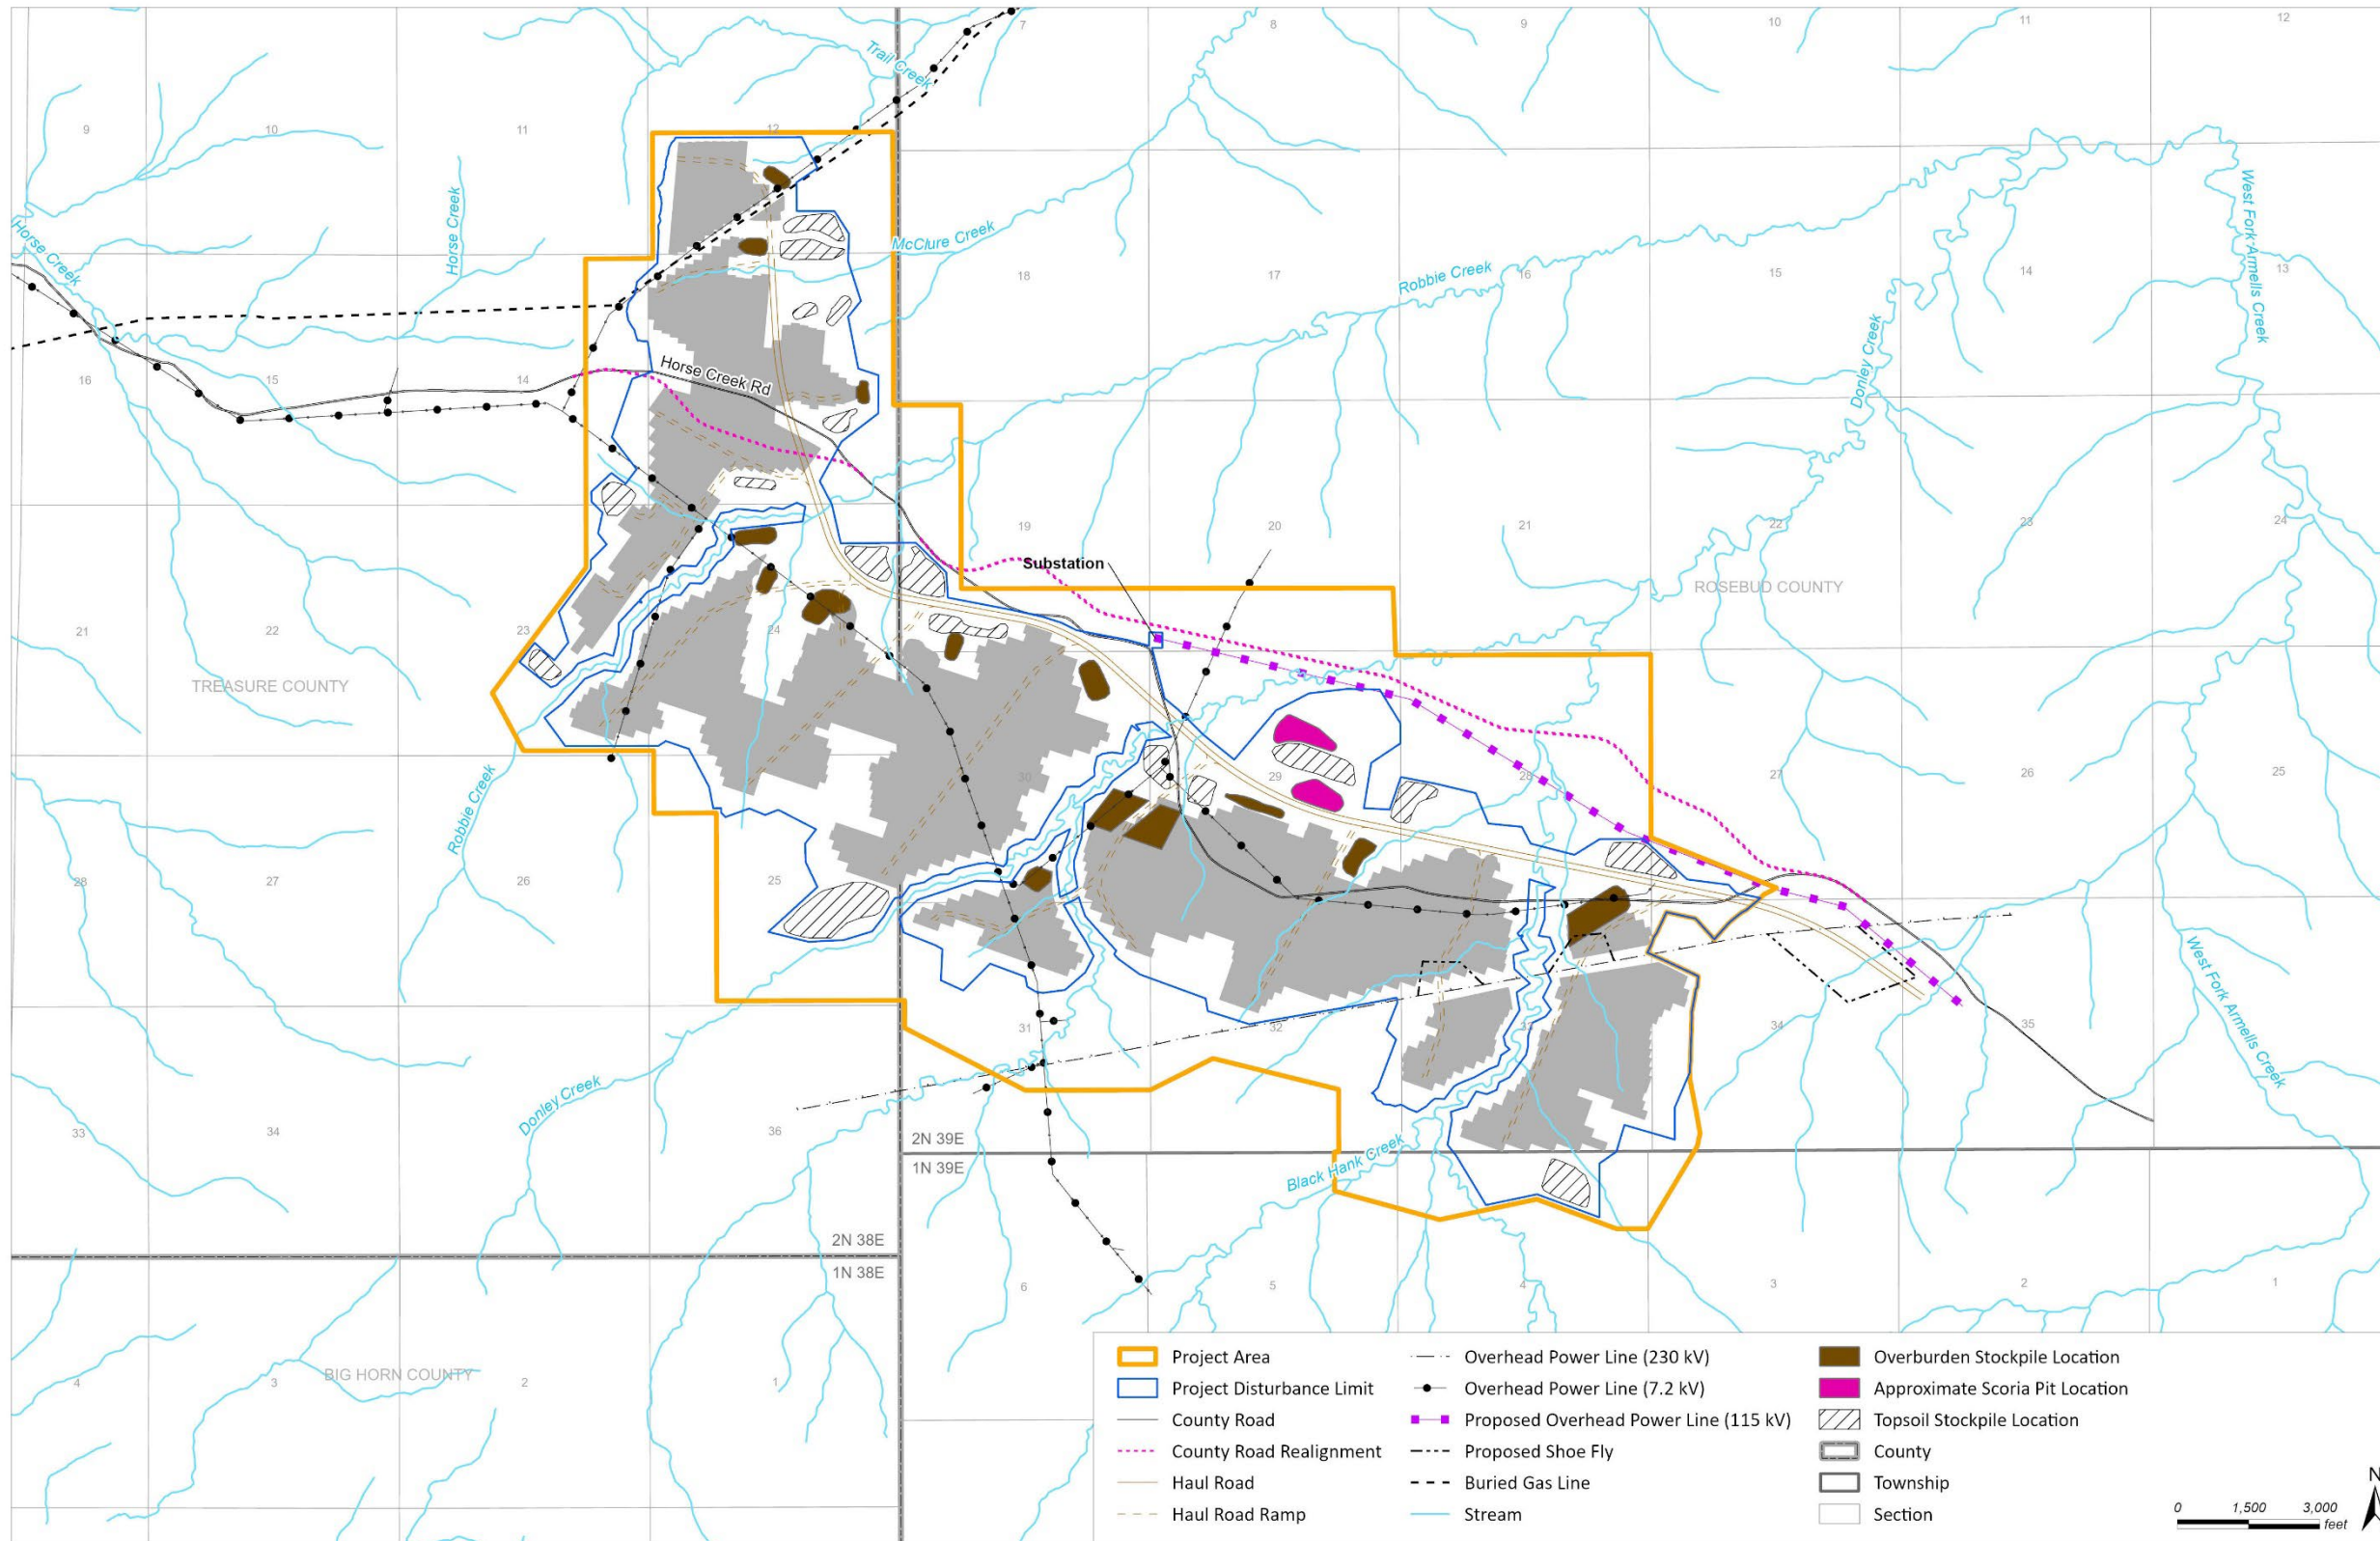 7
8
9
10
11
12
Trail Creek
9
10
11
12
Horse Creek
Horse Creek
McClure Creek
18
17
Robbie Creek
16
15
14
13
West Fork Armells Creek
Donley Creek
16
15
14
Horse Creek Rd
19
20
21
22
23
24
Substation
ROSEBUD COUNTY
21
22
23
24
TREASURE COUNTY
30
29
28
27
26
25
Robbie Creek
28
27
26
25
West Fork Armells Creek
31
32
33
34
35
Donley Creek
33
34
36
2N 39E
1N 39E
Black Hank Creek
2N 38E
1N 38E
6
5
4
3
2
1
BIG HORN COUNTY
4
3
2
1
Project Area
Project Disturbance Limit
County Road
County Road Realignment
Haul Road
Haul Road Ramp
Overhead Power Line (230 kV)
Overhead Power Line (7.2 kV)
Proposed Overhead Power Line (115 kV)
Proposed Shoe Fly
Buried Gas Line
Stream
Overburden Stockpile Location
Approximate Scoria Pit Location
Topsoil Stockpile Location
County
Township
Section
N
0 1,500 3,000
feet